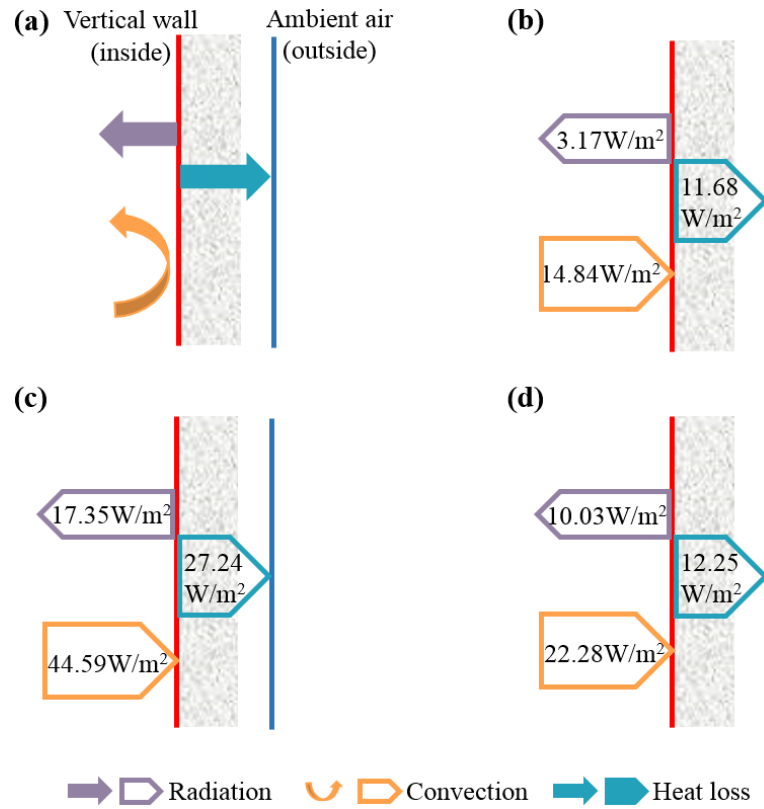 (a)
Vertical wall
(inside)
Ambient air
(outside)
(b)
3.17W/m²
11.68
W/m²
14.84W/m²
(c)
17.35W/m²
27.24
W/m²
44.59W/m²
(d)
10.03W/m²
12.25
W/m²
22.28W/m²
Radiation
Convection
Heat loss